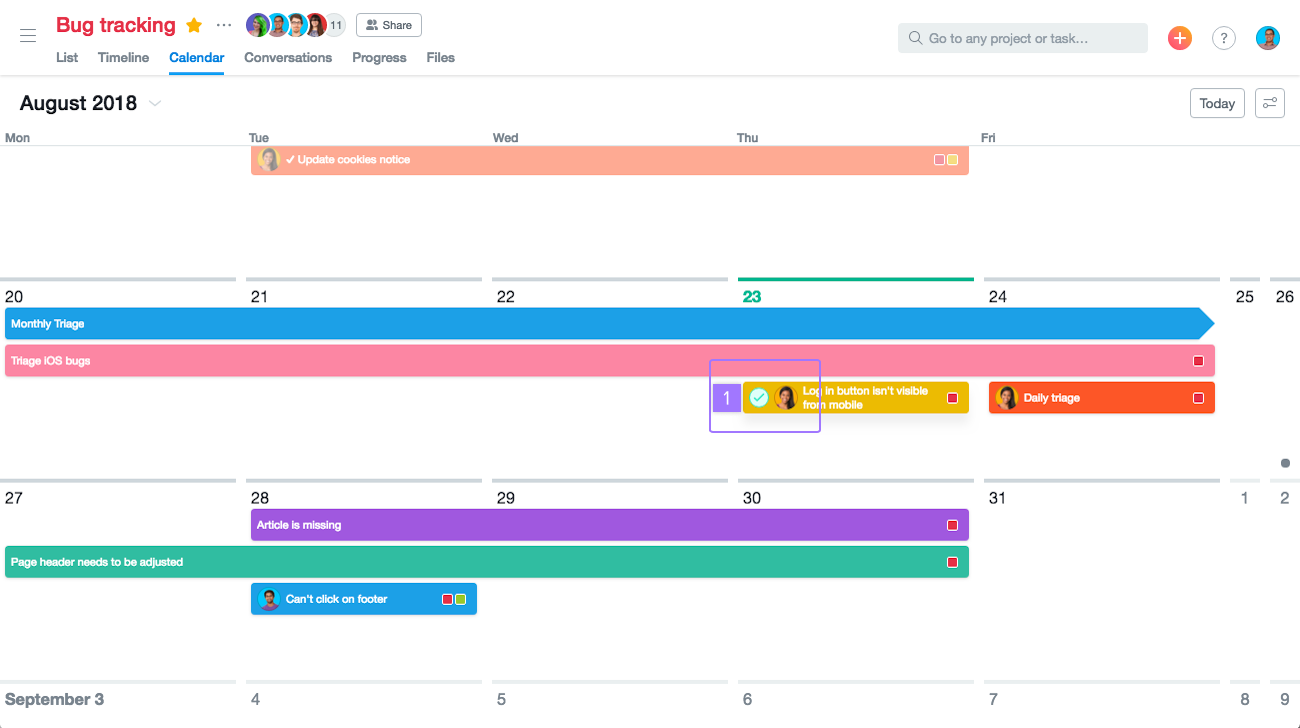 Bug tracking
11
Share
List
Timeline
Calendar
Conversations
Progress
Files
Go to any project or task...
?
August 2018
Today
Mon
Tue
Wed
Thu
Fri
✓ Update cookies notice
20
21
22
23
24
25
26
Monthly Triage
Triage iOS bugs
1
Log in button isn't visible
from mobile
Daily triage
27
28
29
30
31
1
2
Article is missing
Page header needs to be adjusted
Can't click on footer
September 3
4
5
6
7
8
9